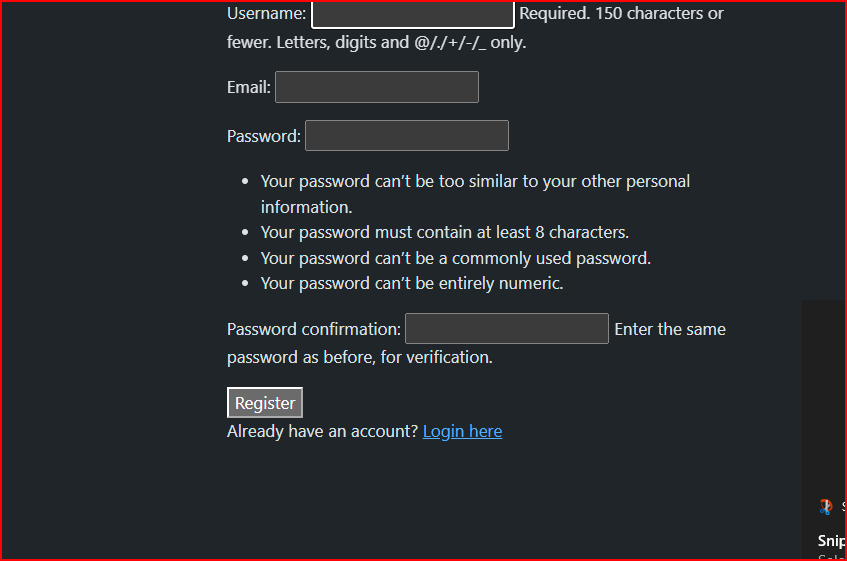 Username: Required. 150 characters or
fewer. Letters, digits and @/./+/-/_ only.
Email:
Password:
• Your password can’t be too similar to your other personal
information.
• Your password must contain at least 8 characters.
• Your password can’t be a commonly used password.
• Your password can’t be entirely numeric.
Password confirmation: Enter the same
password as before, for verification.
Register
Already have an account? Login here
Snip